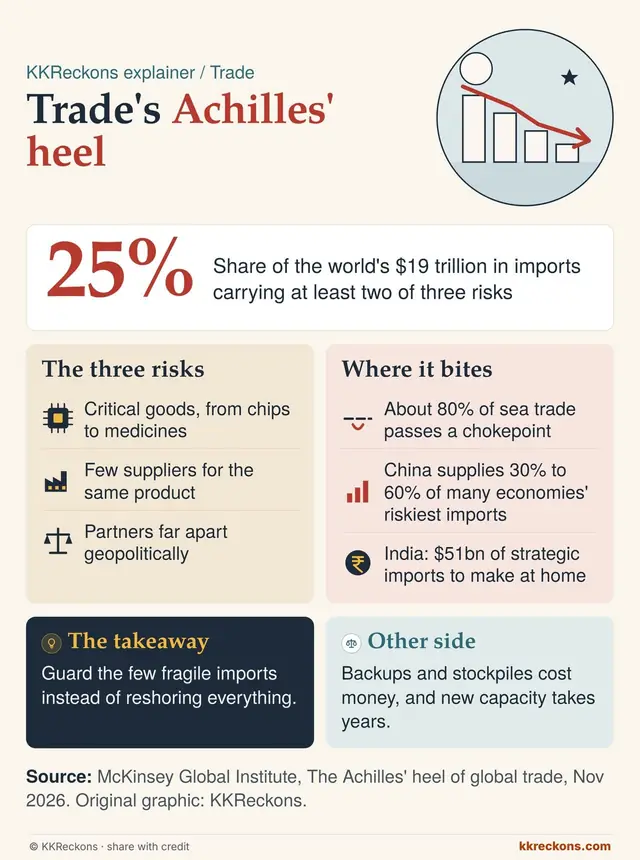 KKReckons explainer / Trade
Trade's Achilles'
heel
25%
Share of the world's $19 trillion in imports
carrying at least two of three risks
The three risks
Critical goods, from chips
to medicines
Few suppliers for the
same product
Partners far apart
geopolitically
Where it bites
About 80% of sea trade
passes a chokepoint
China supplies 30% to
60% of many economies'
riskiest imports
₹
India: $51bn of strategic
imports to make at home
The takeaway
Guard the few fragile imports
instead of reshoring everything.
Other side
Backups and stockpiles cost
money, and new capacity takes
years.
Source: McKinsey Global Institute, The Achilles' heel of global trade, Nov
2026. Original graphic: KKReckons.
© KKReckons · share with credit
kkreckons.com